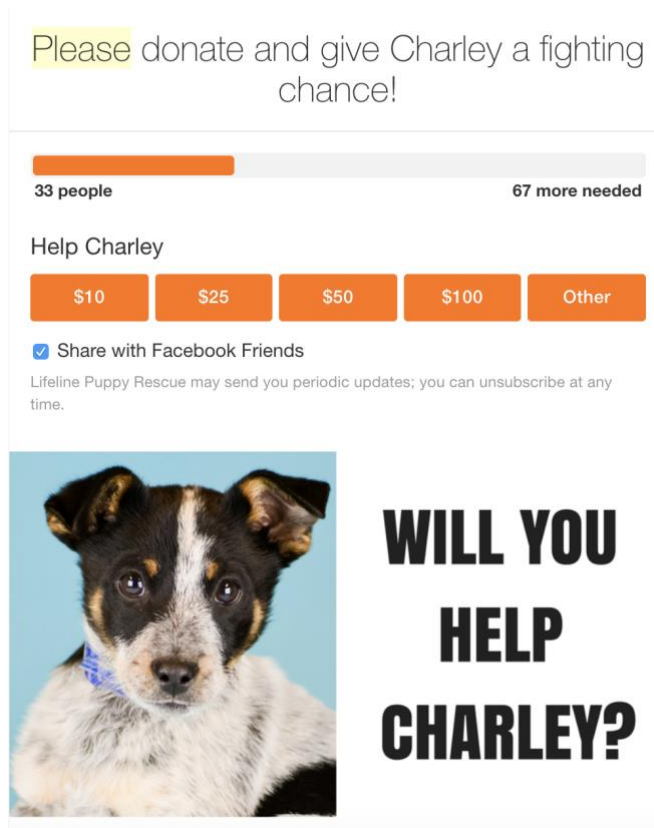 Please donate and give Charley a fighting
chance!
33 people
67 more needed
Help Charley
$10
$25
$50
$100
Other
Share with Facebook Friends
Lifeline Puppy Rescue may send you periodic updates; you can unsubscribe at any
time.
WILL YOU
HELP
CHARLEY?